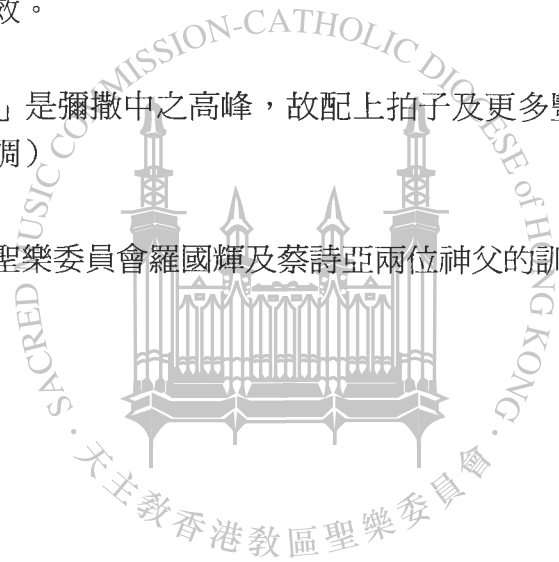 效。
」是彌撒中之高峰，故配上拍子及更多
調）
聖樂委員會羅國輝及蔡詩亞兩位神父的訓
SACRED MUSIC COMMISSION-CATHOLIC DIOCESE of HONG KONG
天主教香港教區聖樂委員會